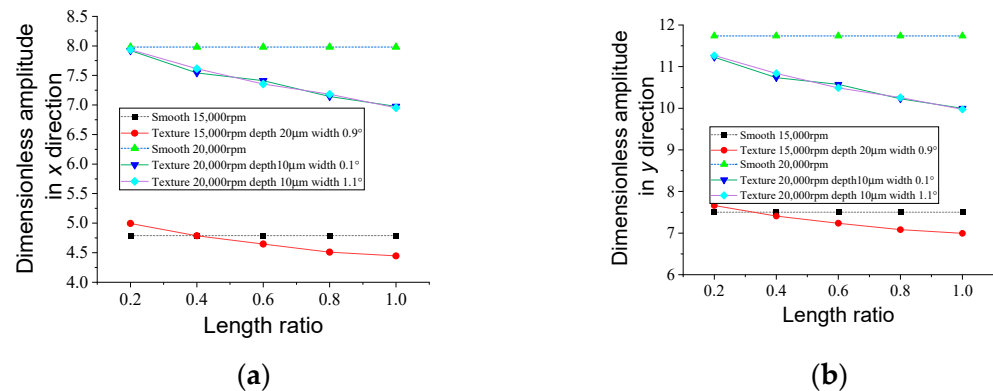 Dimensionless amplitude
in x direction
8.5
8.0
7.5
7.0
6.5
6.0
5.5
5.0
4.5
4.0
Smooth 15,000rpm
Texture 15,000rpm depth 20μm width 0.9°
Smooth 20,000rpm
Texture 20,000rpm depth10μm width 0.1°
Texture 20,000rpm depth 10μm width 1.1°
0.2 0.4 0.6 0.8 1.0
Length ratio
(a)
Dimensionless amplitude
in y direction
12
11
10
9
8
7
6
Smooth 15,000rpm
Texture 15,000rpm depth 20μm width 0.9°
Smooth 20,000rpm
Texture 20,000rpm depth10μm width 0.1°
Texture 20,000rpm depth 10μm width 1.1°
0.2 0.4 0.6 0.8 1.0
Length ratio
(b)